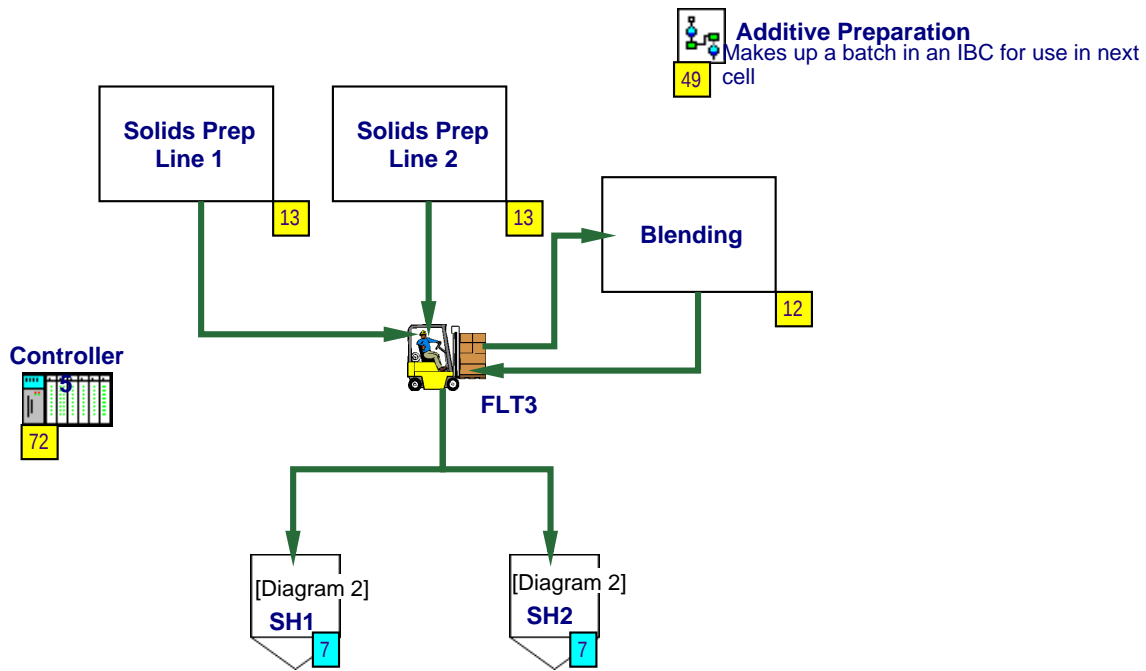 Additive Preparation
Makes up a batch in an IBC for use in next
cell
49
Solids Prep
Line 1
13
Solids Prep
Line 2
13
Blending
12
Controller
5
72
FLT3
[Diagram 2]
SH1
7
[Diagram 2]
SH2
7